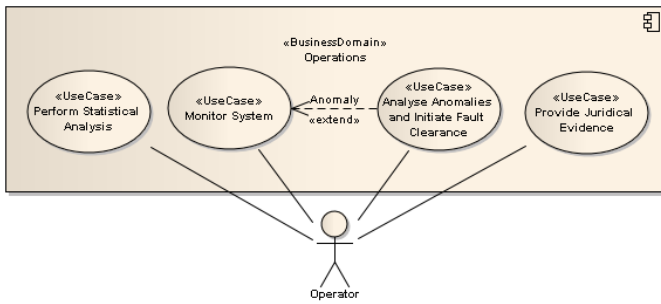 «BusinessDomain»
Operations
«UseCase»
Perform Statistical
Analysis
«UseCase»
Monitor System
Anomaly
«extend»
«UseCase»
Analyse Anomalies
and Initiate Fault
Clearance
«UseCase»
Provide Juridical
Evidence
Operator